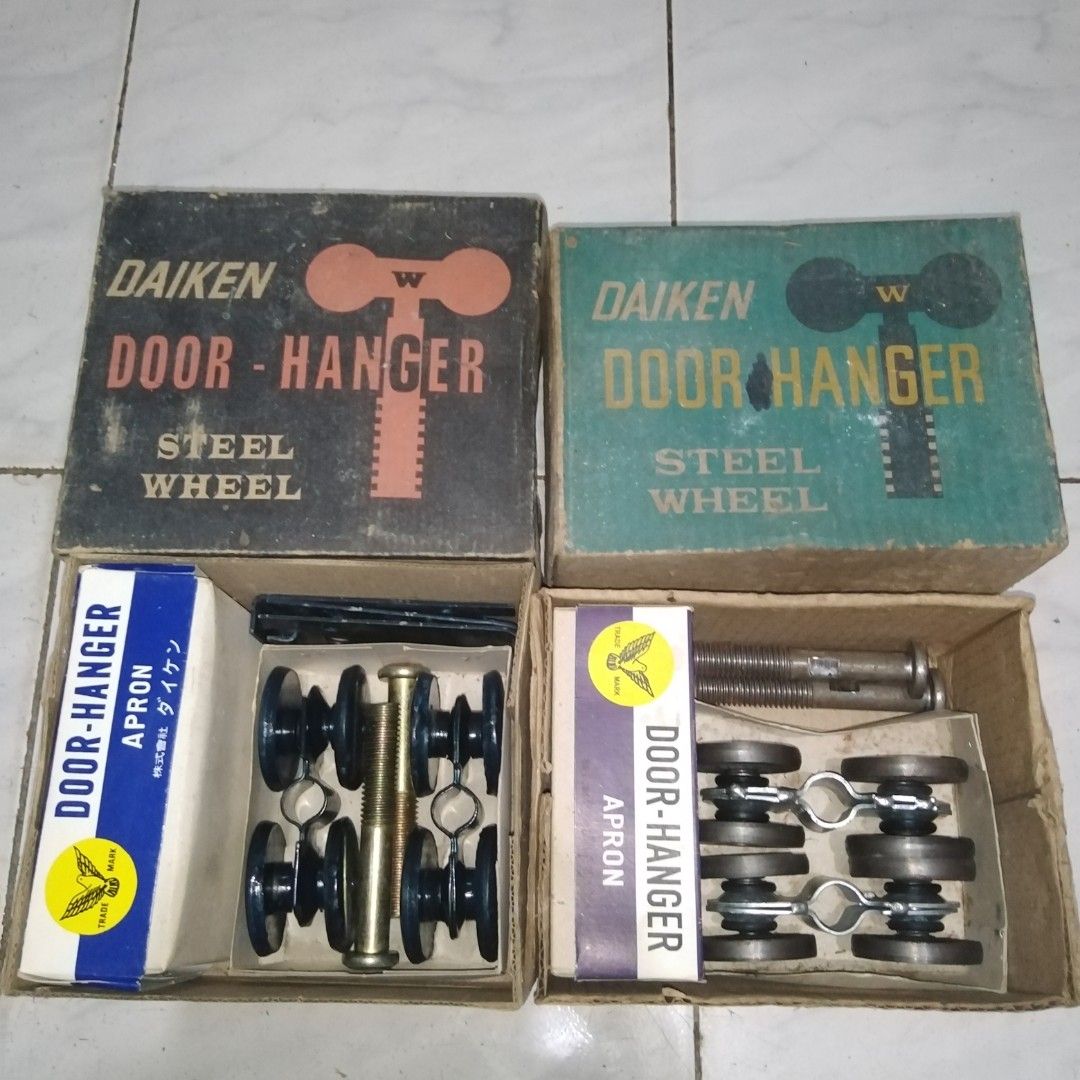 DAIKEN
W
DOOR - HANGER
STEEL
WHEEL
DAIKEN
W
DOOR HANGER
STEEL
WHEEL
DOOR-HANGER
APRON
株式會社 ダイケン
TRADE MARK
TRADE MARK
DOOR-HANGER
APRON